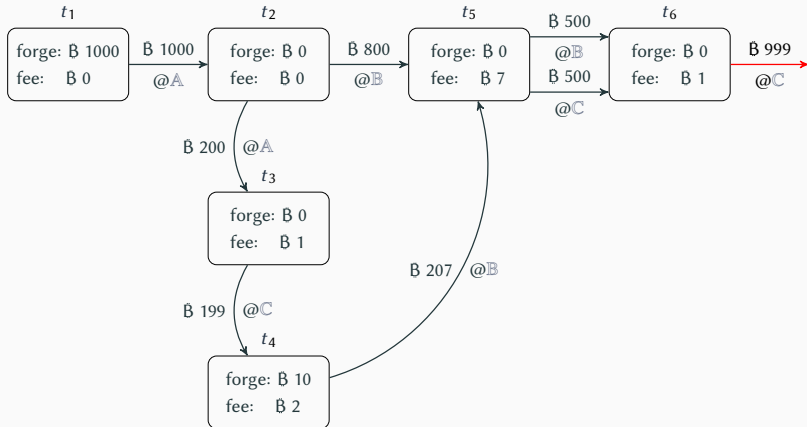 t1
forge: ₿ 1000
fee: ₿ 0
₿ 1000
@𝔸
t2
forge: ₿ 0
fee: ₿ 0
₿ 800
@𝔹
t5
forge: ₿ 0
fee: ₿ 7
₿ 500
@𝔹
₿ 500
@ℂ
t6
forge: ₿ 0
fee: ₿ 1
₿ 999
@ℂ
₿ 200
@𝔸
t3
forge: ₿ 0
fee: ₿ 1
₿ 207
@𝔹
₿ 199
@ℂ
t4
forge: ₿ 10
fee: ₿ 2